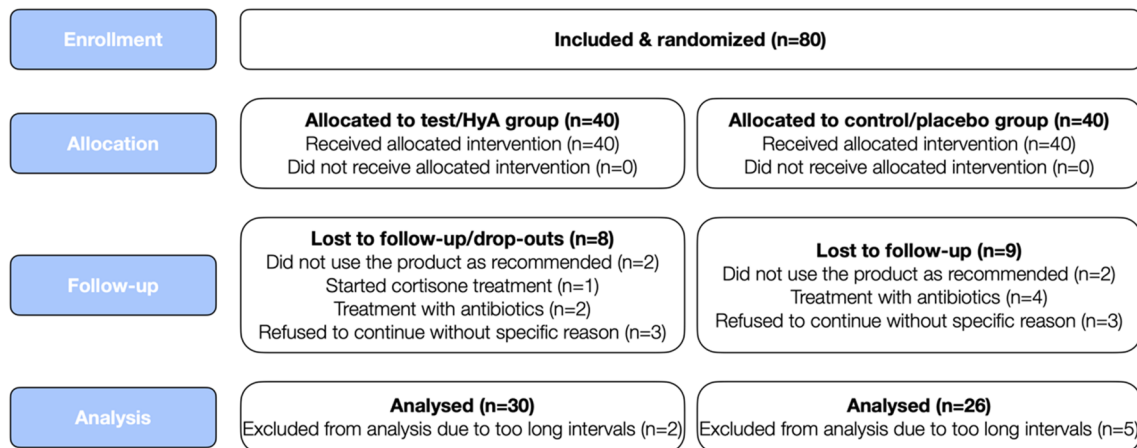 Enrollment
Included & randomized (n=80)
Allocation
Allocated to test/HyA group (n=40)
Received allocated intervention (n=40)
Did not receive allocated intervention (n=0)
Allocated to control/placebo group (n=40)
Received allocated intervention (n=40)
Did not receive allocated intervention (n=0)
Follow-up
Lost to follow-up/drop-outs (n=8)
Did not use the product as recommended (n=2)
Started cortisone treatment (n=1)
Treatment with antibiotics (n=2)
Refused to continue without specific reason (n=3)
Lost to follow-up (n=9)
Did not use the product as recommended (n=2)
Treatment with antibiotics (n=4)
Refused to continue without specific reason (n=3)
Analysis
Analysed (n=30)
Excluded from analysis due to too long intervals (n=2)
Analysed (n=26)
Excluded from analysis due to too long intervals (n=5)